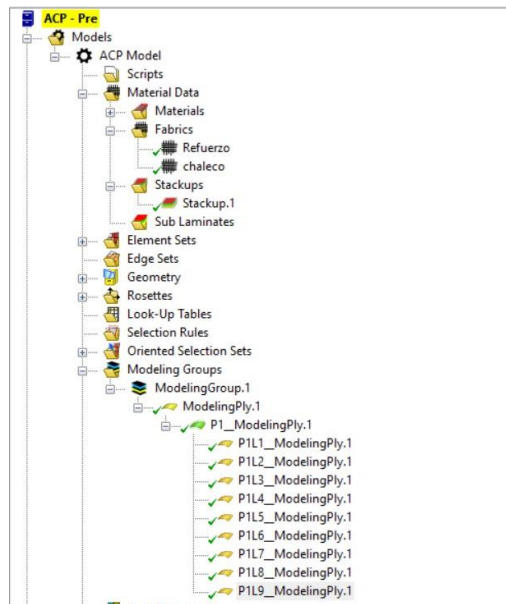 ACP - Pre
Models
ACP Model
Scripts
Material Data
Materials
Fabrics
Refuerzo
chaleco
Stackups
Stackup.1
Sub Laminates
Element Sets
Edge Sets
Geometry
Rosettes
Look-Up Tables
Selection Rules
Oriented Selection Sets
Modeling Groups
ModelingGroup.1
ModelingPly.1
P1__ModelingPly.1
P1L1__ModelingPly.1
P1L2__ModelingPly.1
P1L3__ModelingPly.1
P1L4__ModelingPly.1
P1L5__ModelingPly.1
P1L6__ModelingPly.1
P1L7__ModelingPly.1
P1L8__ModelingPly.1
P1L9__ModelingPly.1